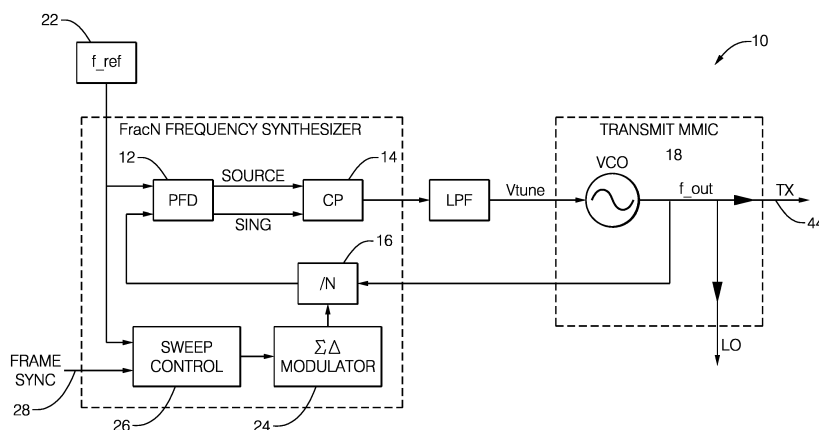 22
f_ref
10
FracN FREQUENCY SYNTHESIZER
TRANSMIT MMIC
12
SOURCE
14
VCO
18
PFD
CP
LPF
Vtune
f_out
TX
SING
44
16
/N
SWEEP
CONTROL
ΣΔ
MODULATOR
LO
FRAME
SYNC
28
26
24